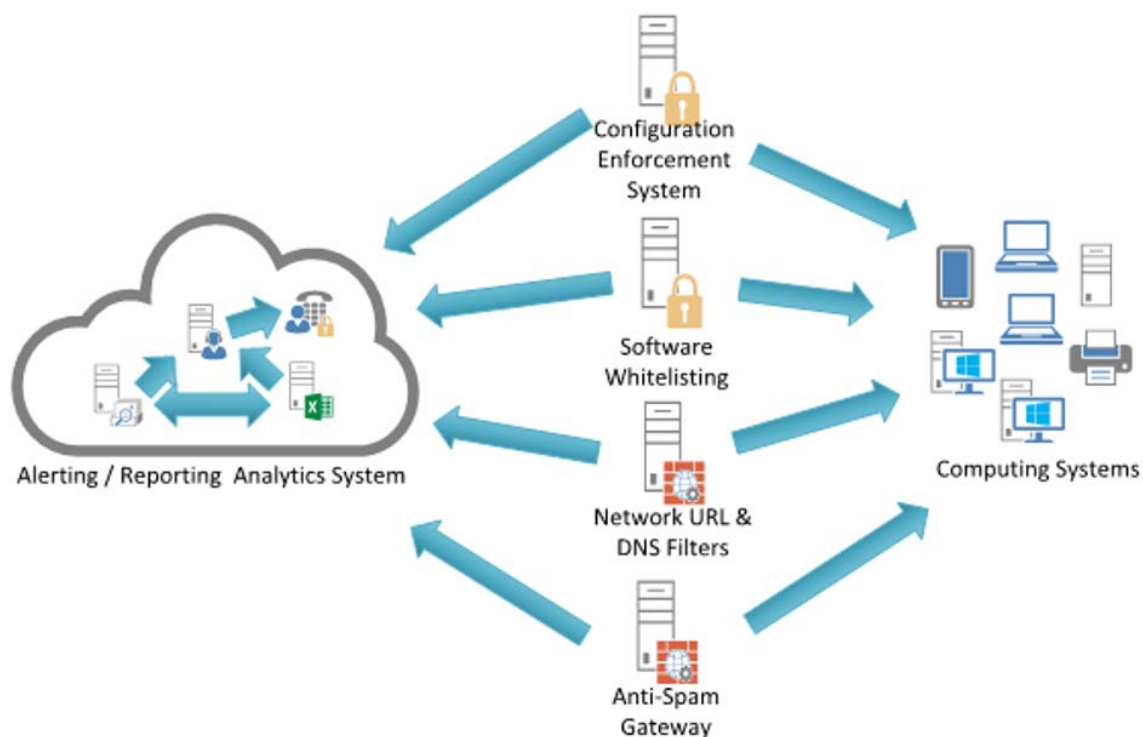 Configuration
Enforcement
System
Software
Whitelisting
Network URL &
DNS Filters
Anti-Spam
Gateway
Alerting / Reporting Analytics System
Computing Systems